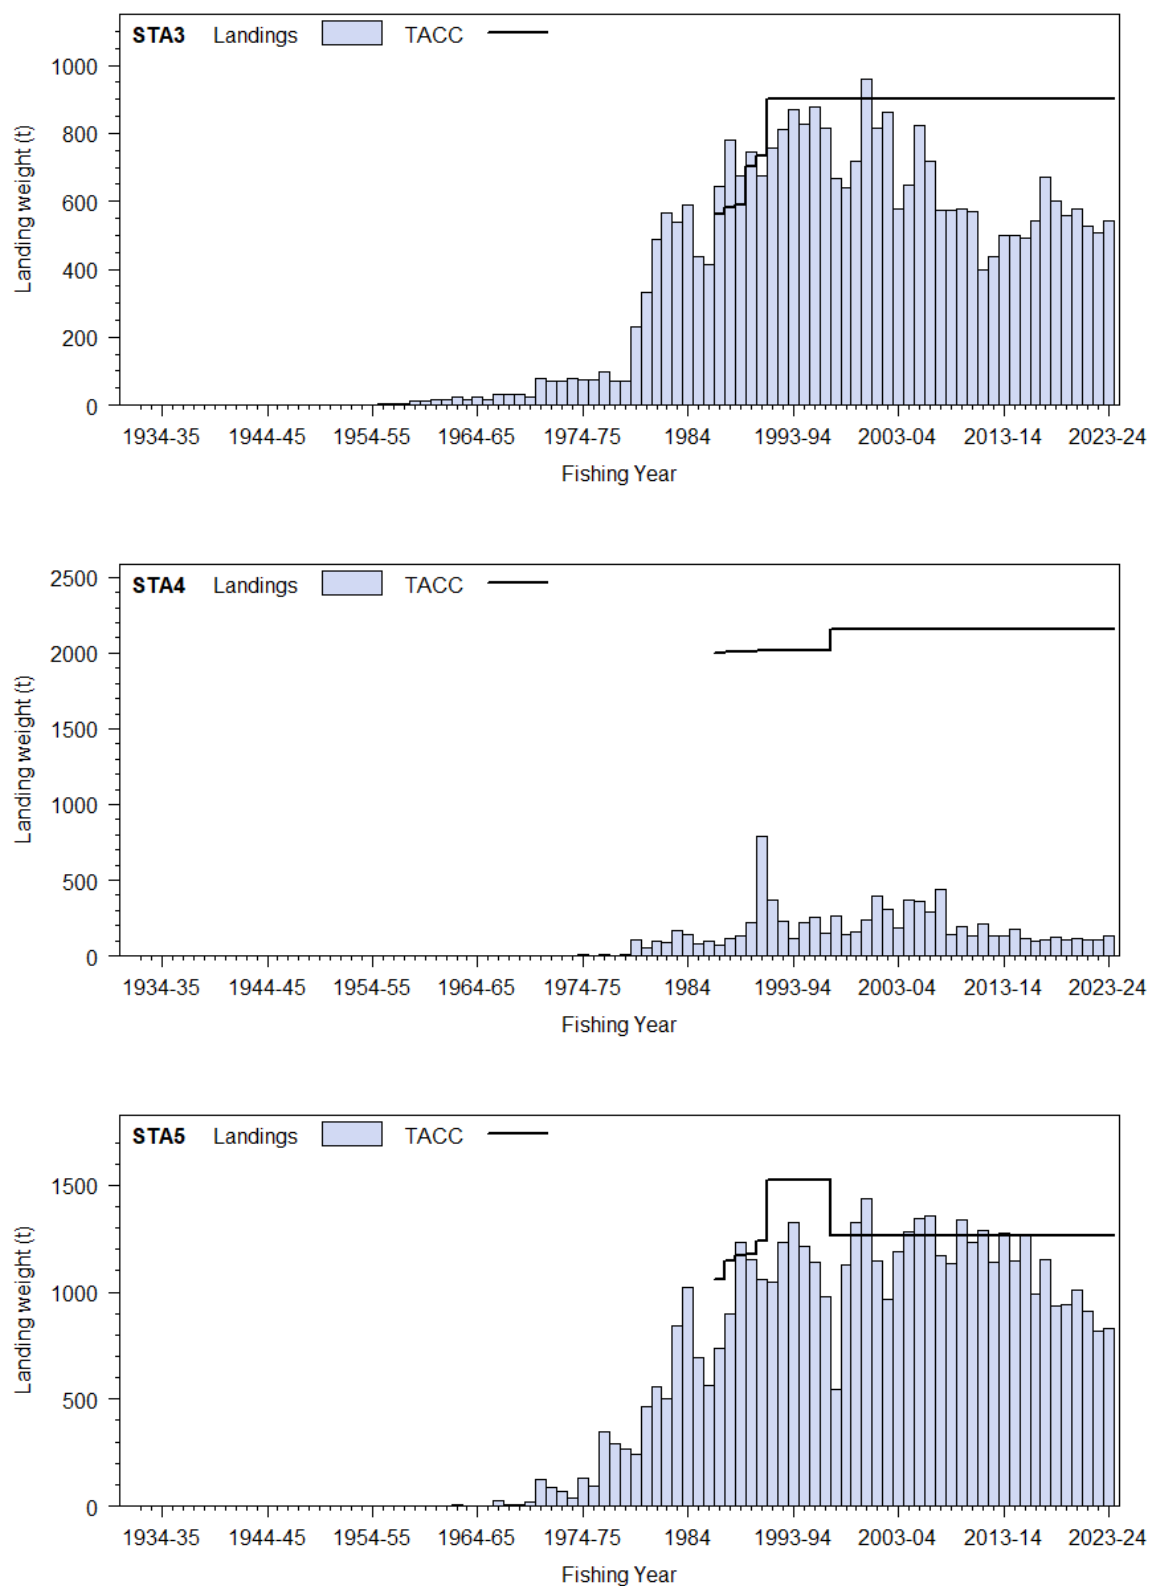 STA3 Landings TACC
1000
800
600
400
200
0
Landing weight (t)
1934-35 1944-45 1954-55 1964-65 1974-75 1984 1993-94 2003-04 2013-14 2023-24
Fishing Year
STA4 Landings TACC
2500
2000
1500
1000
500
0
Landing weight (t)
1934-35 1944-45 1954-55 1964-65 1974-75 1984 1993-94 2003-04 2013-14 2023-24
Fishing Year
STA5 Landings TACC
1500
1000
500
0
Landing weight (t)
1934-35 1944-45 1954-55 1964-65 1974-75 1984 1993-94 2003-04 2013-14 2023-24
Fishing Year